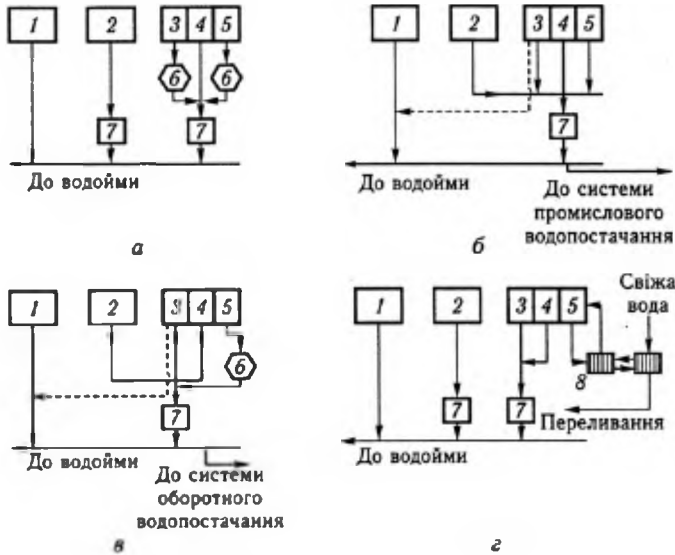 1 2 3 4 5
6 6
7 7
До водойми
а
1 2 3 4 5
7
До водойми
До системи
промислового
водопостачання
б
1 2 3 4 5
6
7
До водойми
До системи
оборотного
водопостачання
в
1 2 3 4 5
Свіжа
вода
8
7 7
Переливання
До водойми
г